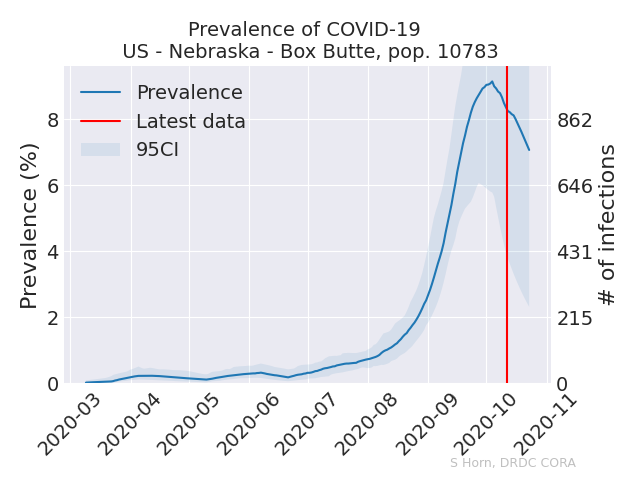 Prevalence of COVID-19
US - Nebraska - Box Butte, pop. 10783
Prevalence
Latest data
95CI
Prevalence (%)
8
6
4
2
0
862
646
431
215
0
# of infections
2020-03
2020-04
2020-05
2020-06
2020-07
2020-08
2020-09
2020-10
2020-11
S Horn, DRDC CORA